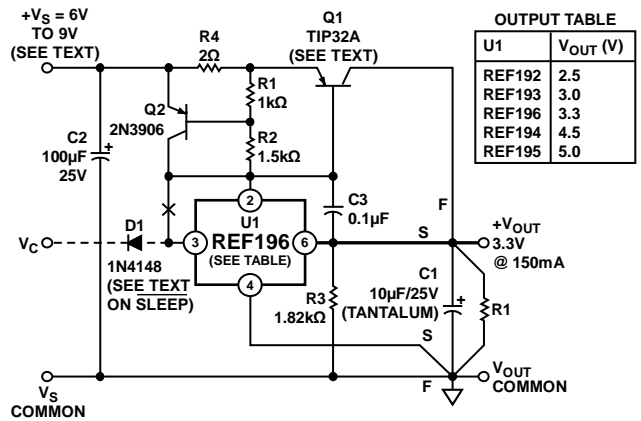 +VS = 6V
TO 9V
(SEE TEXT)
R4
2Ω
Q1
TIP32A
(SEE TEXT)
OUTPUT TABLE
U1
VOUT (V)
REF192 2.5
REF193 3.0
REF196 3.3
REF194 4.5
REF195 5.0
Q2
2N3906
R1
1kΩ
R2
1.5kΩ
C2
100µF
25V
+
2
U1
REF196
(SEE TABLE)
3
6
4
C3
0.1µF
F
S
+VOUT
3.3V
@ 150mA
VC
D1
1N4148
(SEE TEXT
ON SLEEP)
R3
1.82kΩ
C1
10µF/25V
(TANTALUM)
+
R1
S
F
VS
COMMON
VOUT
COMMON